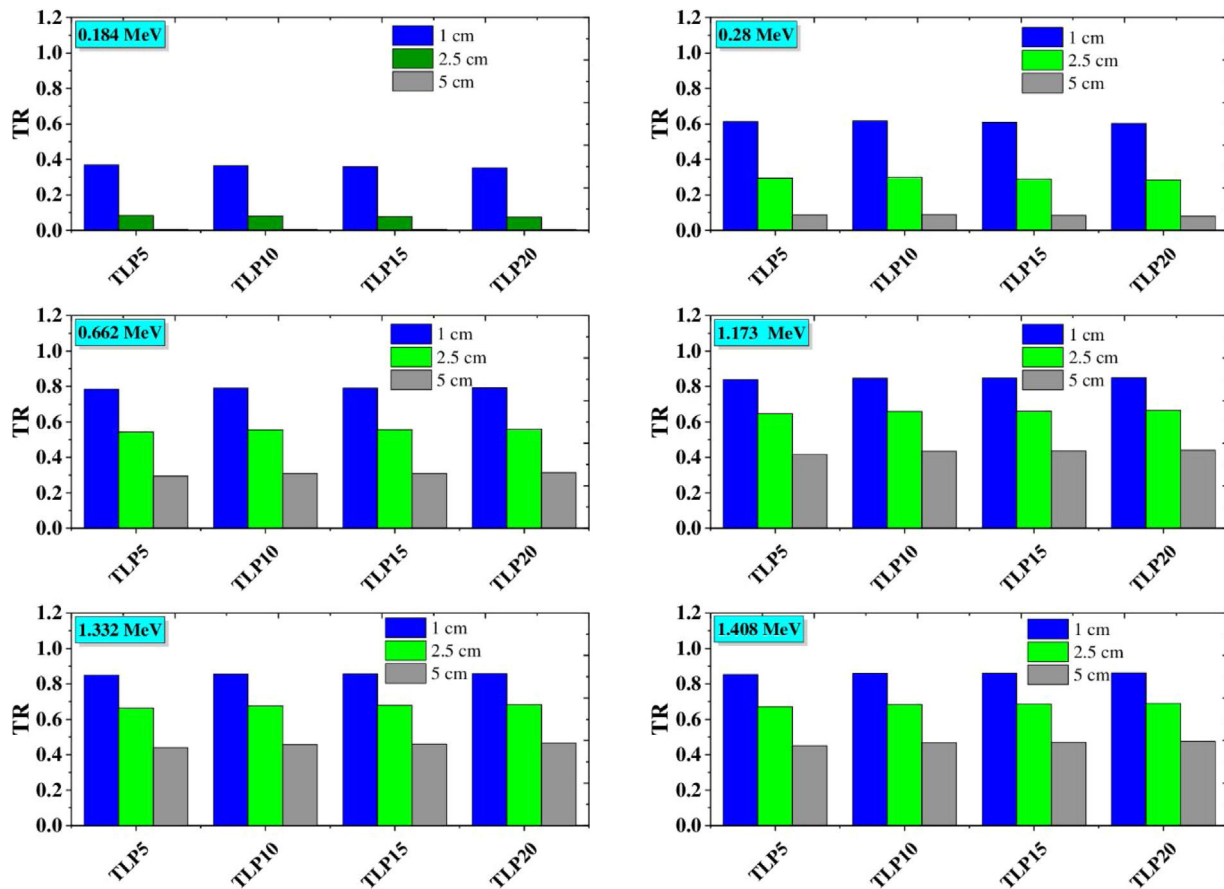 0.184 MeV
1 cm
2.5 cm
5 cm
TR
1.2
1.0
0.8
0.6
0.4
0.2
0.0
TLP5
TLP10
TLP15
TLP20
0.28 MeV
1 cm
2.5 cm
5 cm
TR
1.2
1.0
0.8
0.6
0.4
0.2
0.0
TLP5
TLP10
TLP15
TLP20
0.662 MeV
1 cm
2.5 cm
5 cm
TR
1.2
1.0
0.8
0.6
0.4
0.2
0.0
TLP5
TLP10
TLP15
TLP20
1.173 MeV
1 cm
2.5 cm
5 cm
TR
1.2
1.0
0.8
0.6
0.4
0.2
0.0
TLP5
TLP10
TLP15
TLP20
1.332 MeV
1 cm
2.5 cm
5 cm
TR
1.2
1.0
0.8
0.6
0.4
0.2
0.0
TLP5
TLP10
TLP15
TLP20
1.408 MeV
1 cm
2.5 cm
5 cm
TR
1.2
1.0
0.8
0.6
0.4
0.2
0.0
TLP5
TLP10
TLP15
TLP20